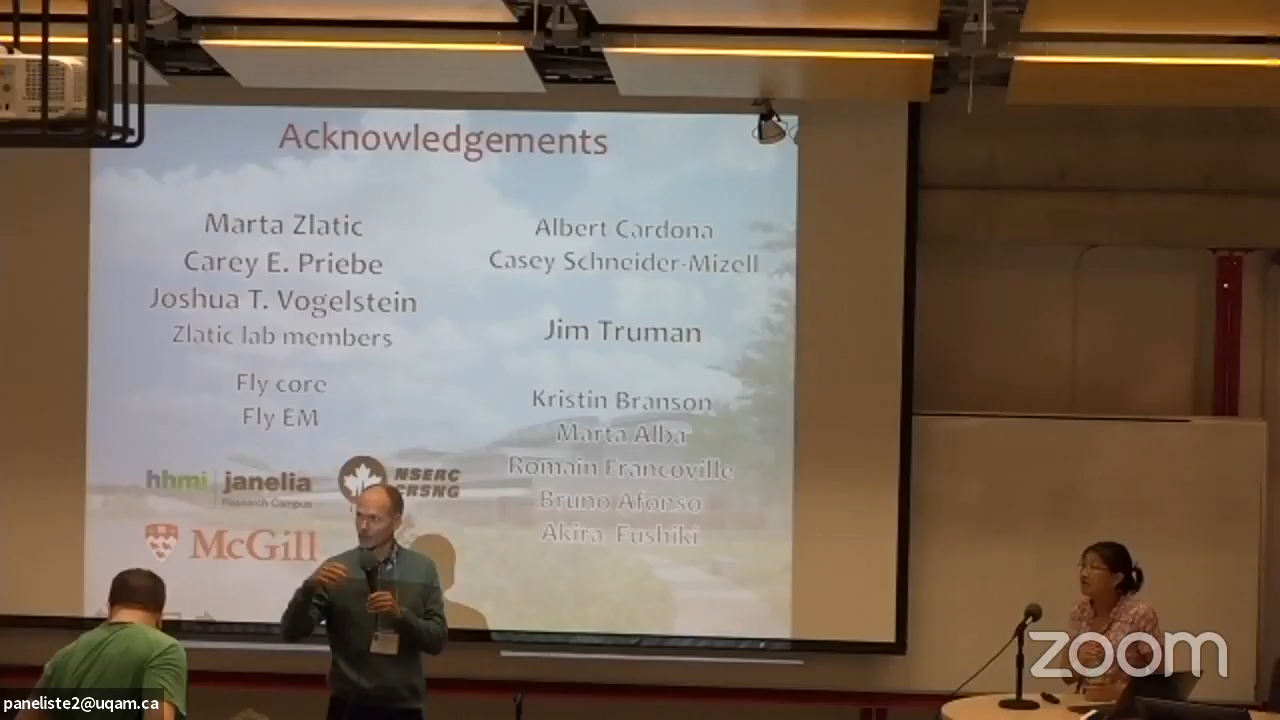 Acknowledgements
Marta Zlatic
Carey E. Priebe
Joshua T. Vogelstein
Zlatic lab members
Fly core
Fly EM
hhmi janelia
Research Campus
NSERC
CRSNG
McGill
Albert Cardona
Casey Schneider-Mizell
Jim Truman
Kristin Branson
Marta Alba
Romain Francoville
Bruno Afonso
Akira Fushiki
zoom
paneliste2@uqam.ca